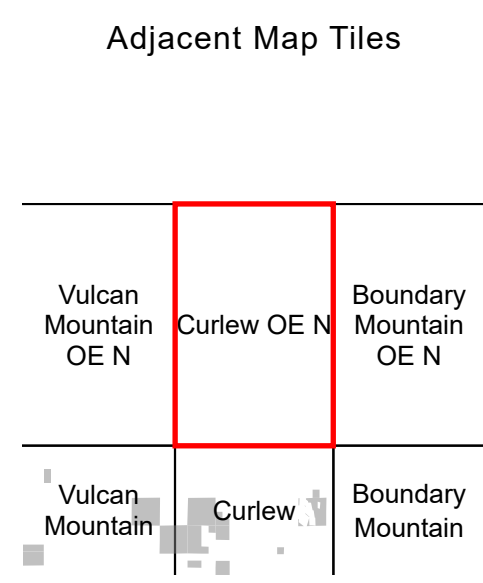 Adjacent Map Tiles
Vulcan
Mountain
OE N
Curlew OE N
Boundary
Mountain
OE N
Vulcan
Mountain
Curlew
Boundary
Mountain